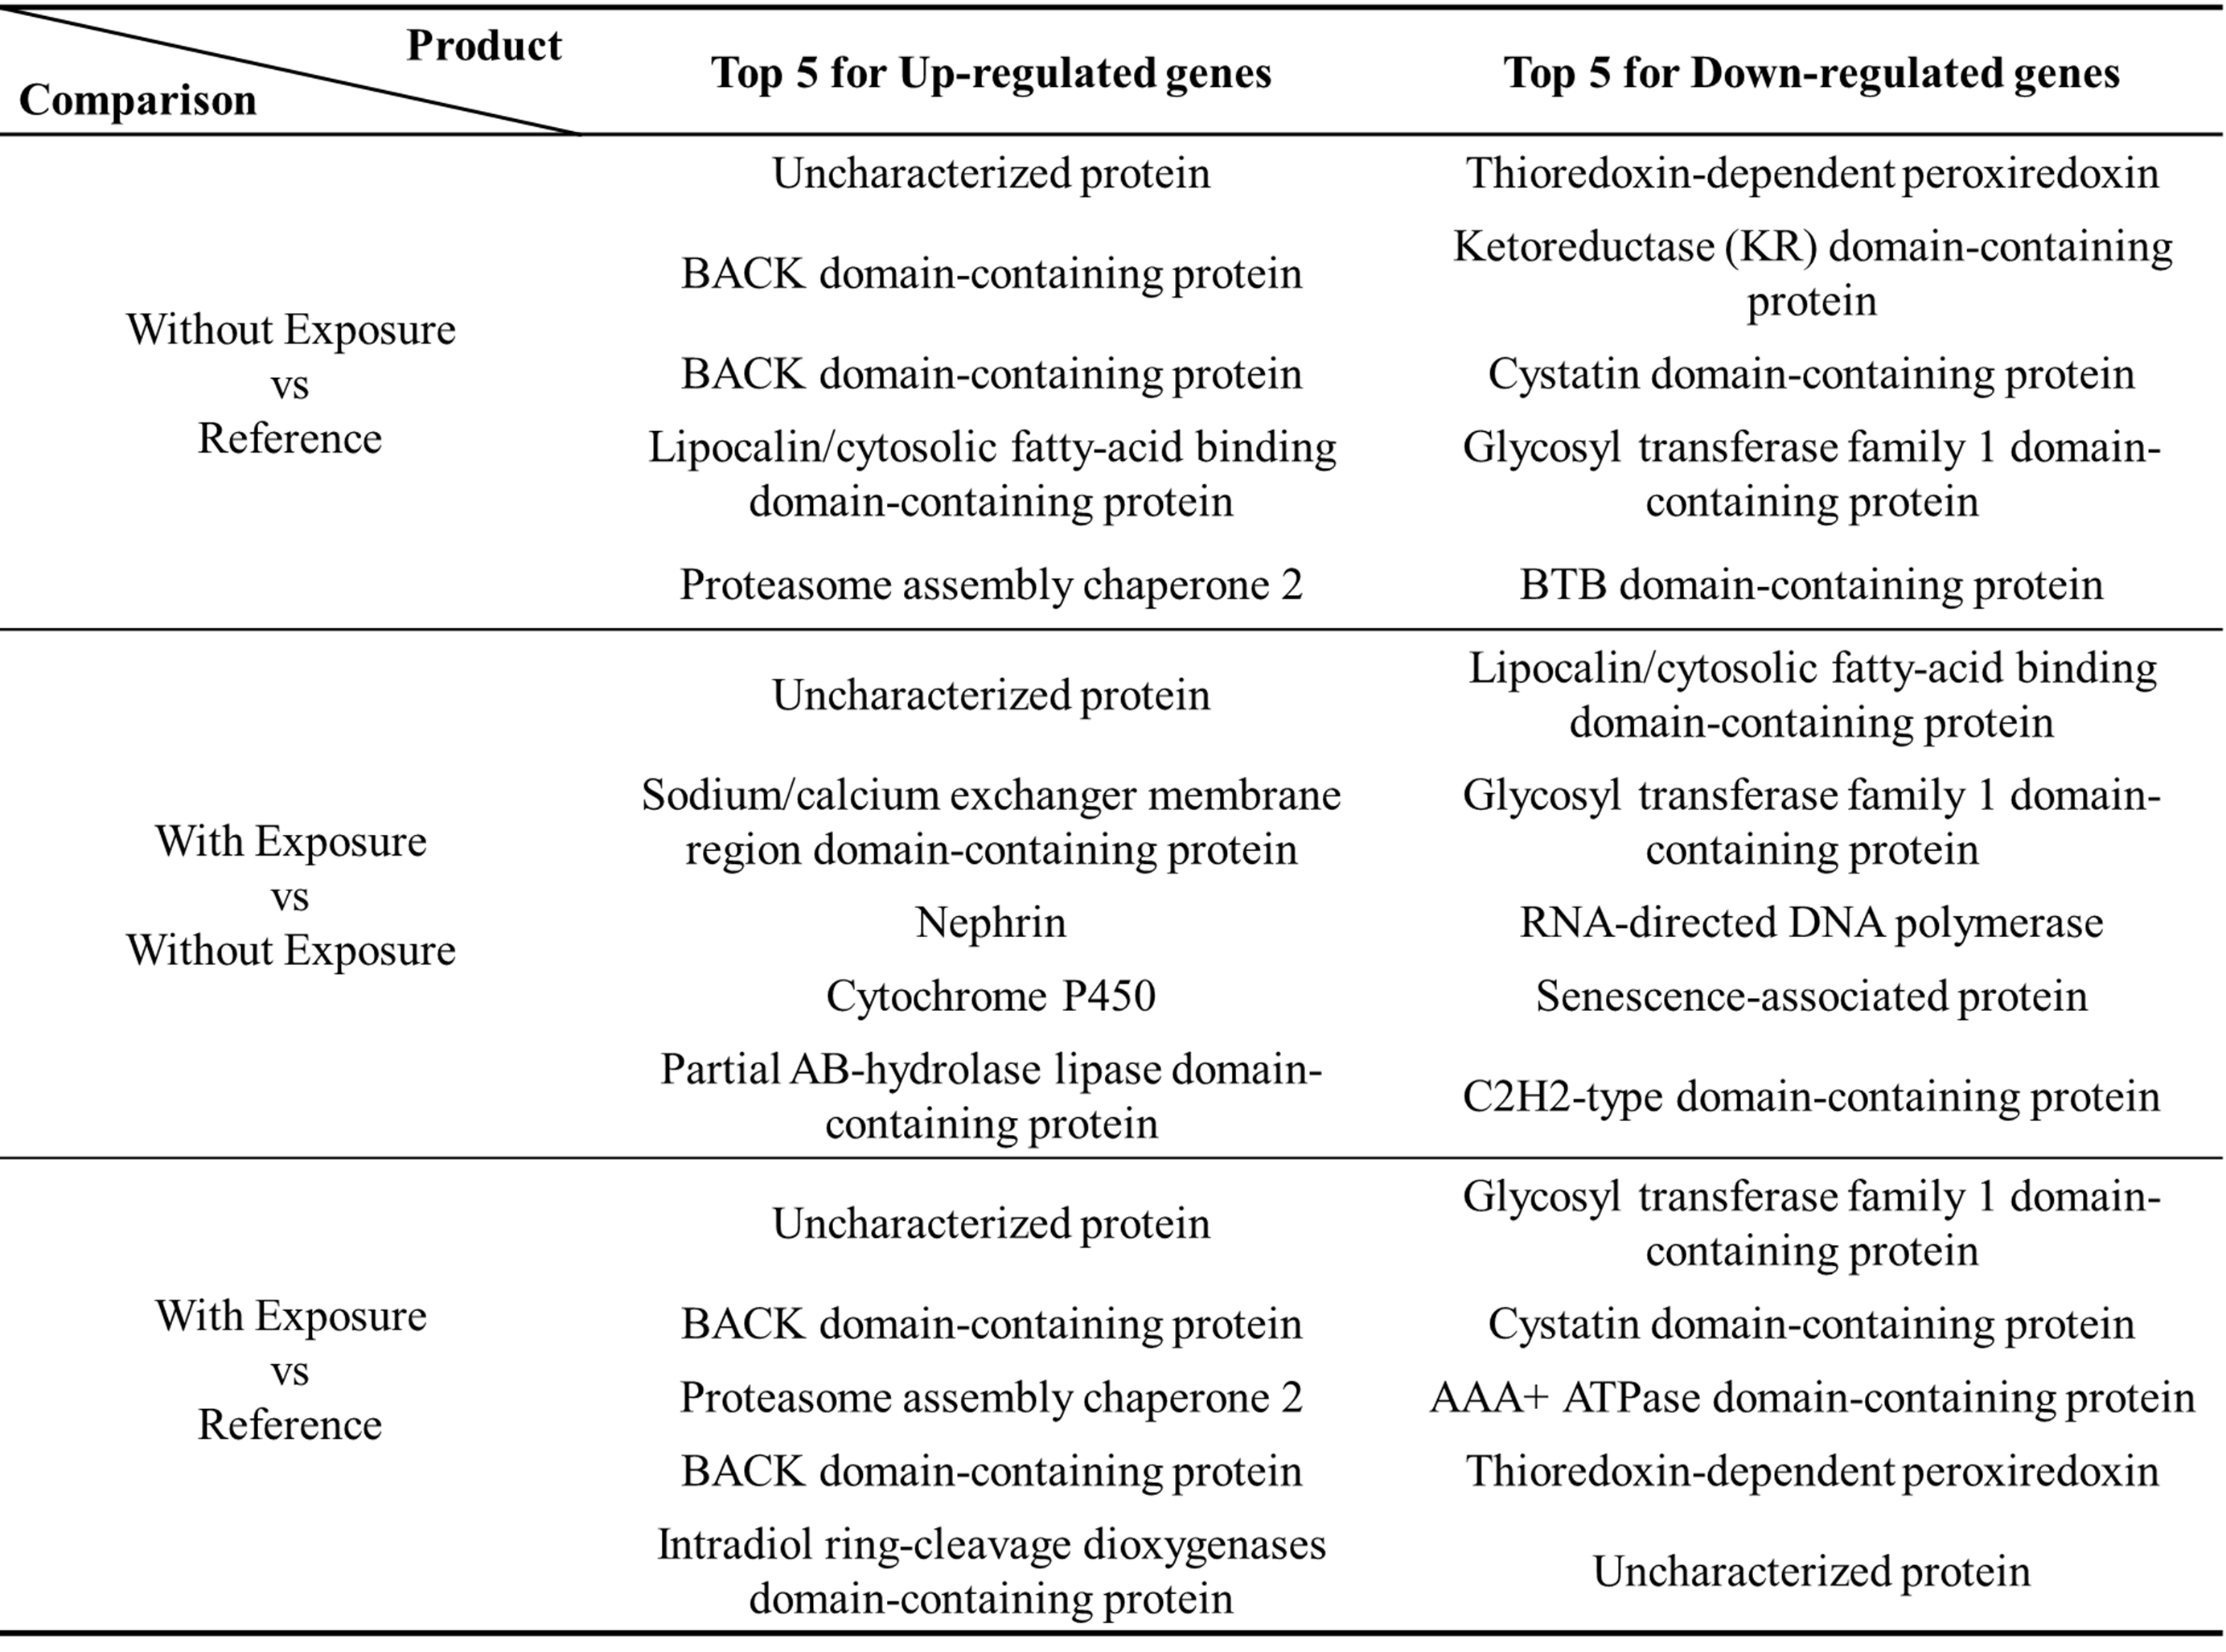 Product
Comparison
Top 5 for Up-regulated genes
Top 5 for Down-regulated genes
Without Exposure
vs
Reference
Uncharacterized protein
Thioredoxin-dependent peroxiredoxin
BACK domain-containing protein
Ketoreductase (KR) domain-containing
protein
BACK domain-containing protein
Cystatin domain-containing protein
Lipocalin/cytosolic fatty-acid binding
domain-containing protein
Glycosyl transferase family 1 domain-
containing protein
Proteasome assembly chaperone 2
BTB domain-containing protein
With Exposure
vs
Without Exposure
Uncharacterized protein
Lipocalin/cytosolic fatty-acid binding
domain-containing protein
Sodium/calcium exchanger membrane
region domain-containing protein
Glycosyl transferase family 1 domain-
containing protein
Nephrin
RNA-directed DNA polymerase
Cytochrome P450
Senescence-associated protein
Partial AB-hydrolase lipase domain-
containing protein
C2H2-type domain-containing protein
With Exposure
vs
Reference
Uncharacterized protein
Glycosyl transferase family 1 domain-
containing protein
BACK domain-containing protein
Cystatin domain-containing protein
Proteasome assembly chaperone 2
AAA+ ATPase domain-containing protein
BACK domain-containing protein
Thioredoxin-dependent peroxiredoxin
Intradiol ring-cleavage dioxygenases
domain-containing protein
Uncharacterized protein